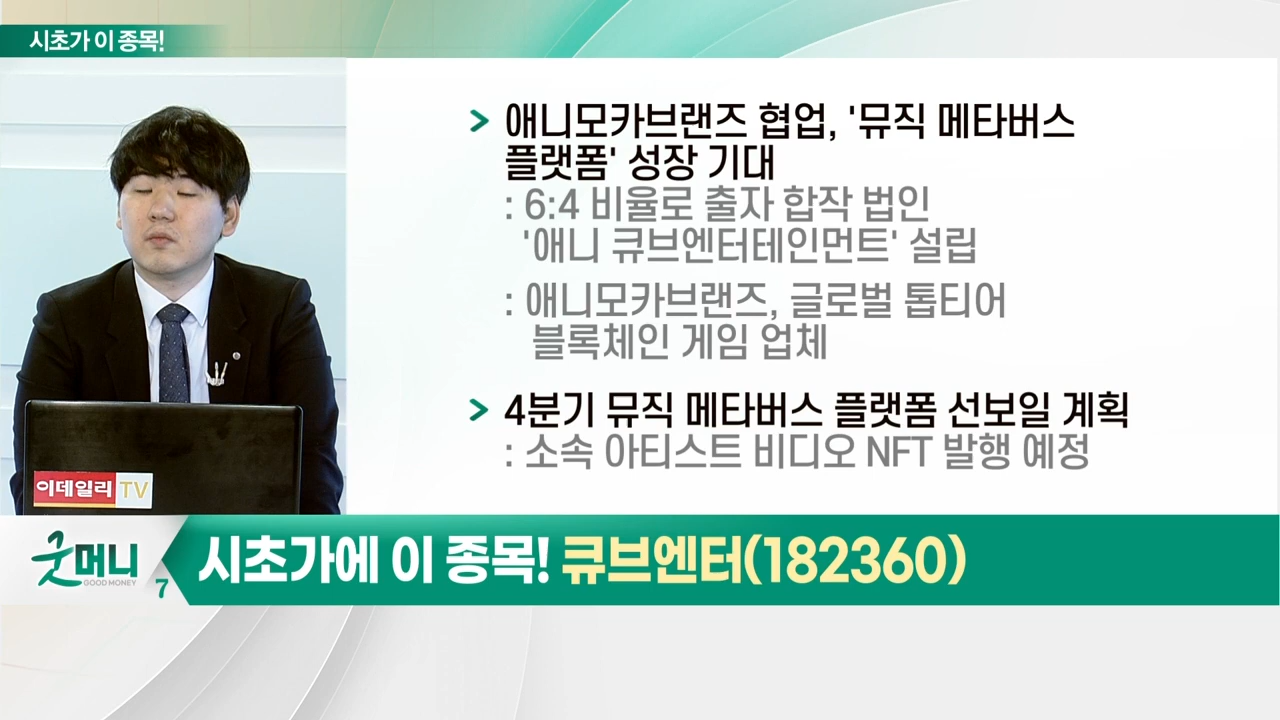 시초가 이 종목!
애니모카브랜즈 협업, '뮤직 메타버스
플랫폼' 성장 기대
: 6:4 비율로 출자 합작 법인
'애니 큐브엔터테인먼트' 설립
: 애니모카브랜즈, 글로벌 톱티어
블록체인 게임 업체
4분기 뮤직 메타버스 플랫폼 선보일 계획
: 소속 아티스트 비디오 NFT 발행 예정
이데일리 TV
굿머니
GOOD MONEY
7
시초가에 이 종목! 큐브엔터(182360)